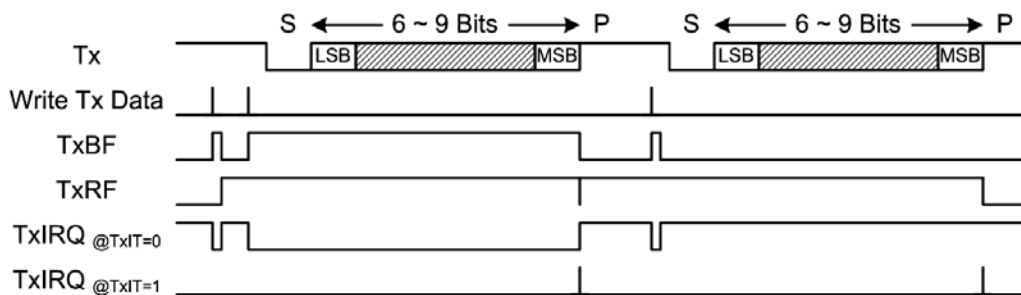 S 6 ~ 9 Bits P S 6 ~ 9 Bits P
Tx LSB MSB LSB MSB
Write Tx Data
TxBF
TxRF
TxIRQ @TxIT=0
TxIRQ @TxIT=1